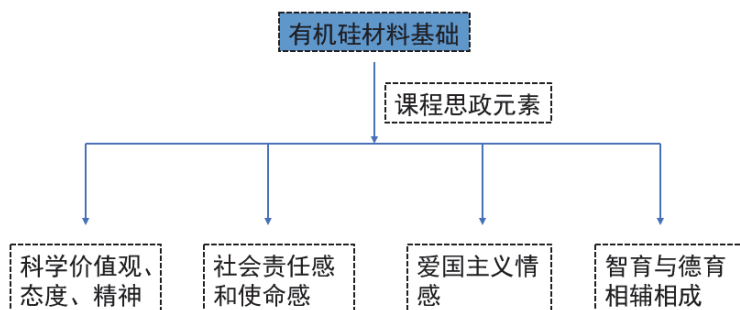 有机硅材料基础
课程思政元素
科学价值观、
态度、精神
社会责任感
和使命感
爱国主义情
感
智育与德育
相辅相成